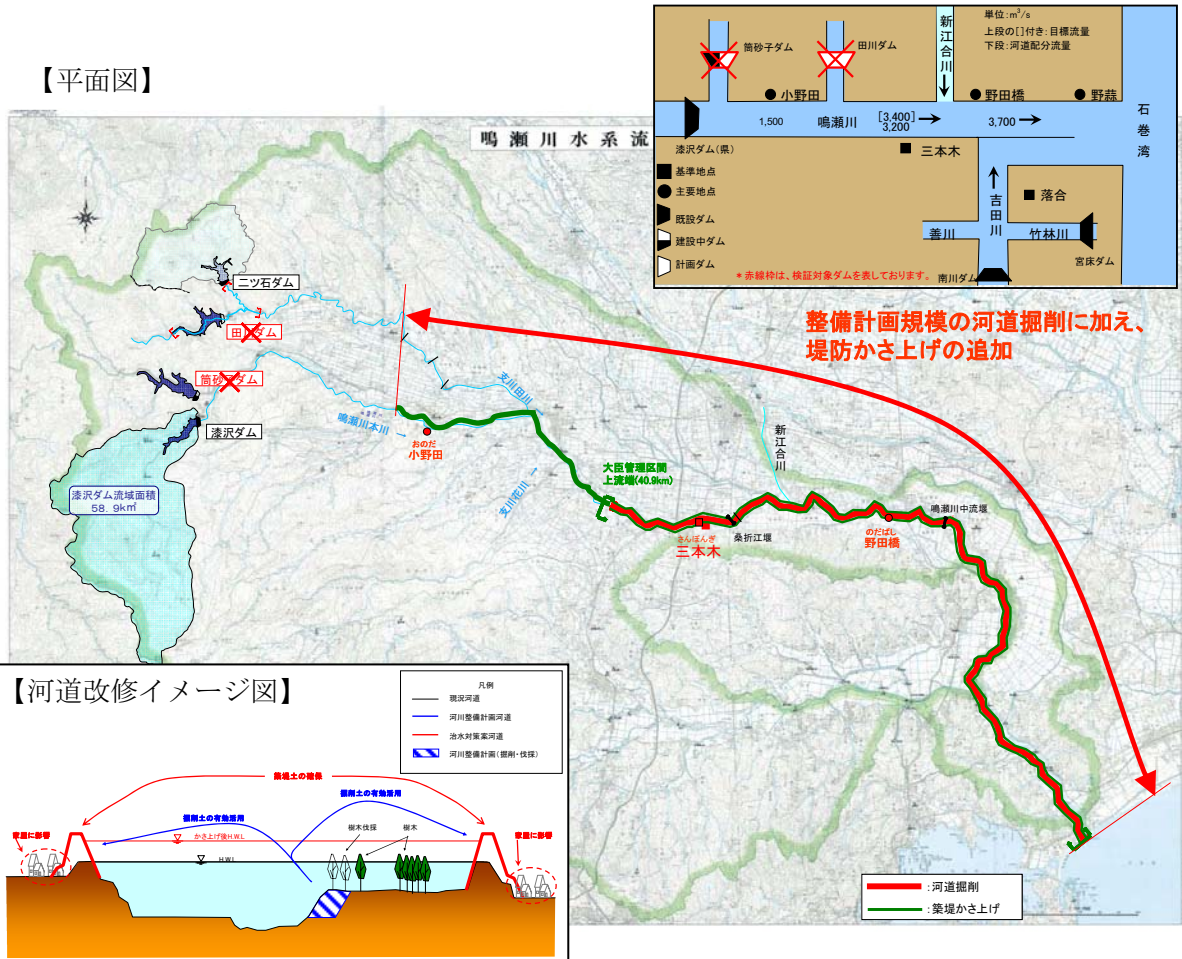 【平面図】
鳴瀬川水系流
単位:m³/s
上段の[]付き:目標流量
下段:河道配分流量
筒砂子ダム
田川ダム
新江合川
小野田
野田橋
野蒜
石巻湾
1,500
鳴瀬川
[3,400]
3,200
3,700
漆沢ダム(県)
三本木
基準地点
主要地点
既設ダム
建設中ダム
計画ダム
吉田川
落合
善川
竹林川
宮床ダム
南川ダム
*赤線枠は、検証対象ダムを表しております。
整備計画規模の河道掘削に加え、
堤防かさ上げの追加
二ツ石ダム
田川ダム
筒砂子ダム
漆沢ダム
漆沢ダム流域面積
58.9k㎡
鳴瀬川本川
おのだ
小野田
支川田川
支川花川
新江合川
大臣管理区間
上流端(40.9km)
さんぼんぎ
三本木
桑折江堰
のだばし
野田橋
鳴瀬川中流堰
【河道改修イメージ図】
凡例
現況河道
河川整備計画河道
治水対策案河道
河川整備計画(掘削・伐採)
築堤土の確保
掘削土の有効活用
掘削土の有効活用
家屋に影響
かさ上げ後H.W.L
H.W.L
樹木伐採
樹木
家屋に影響
:河道掘削
:築堤かさ上げ